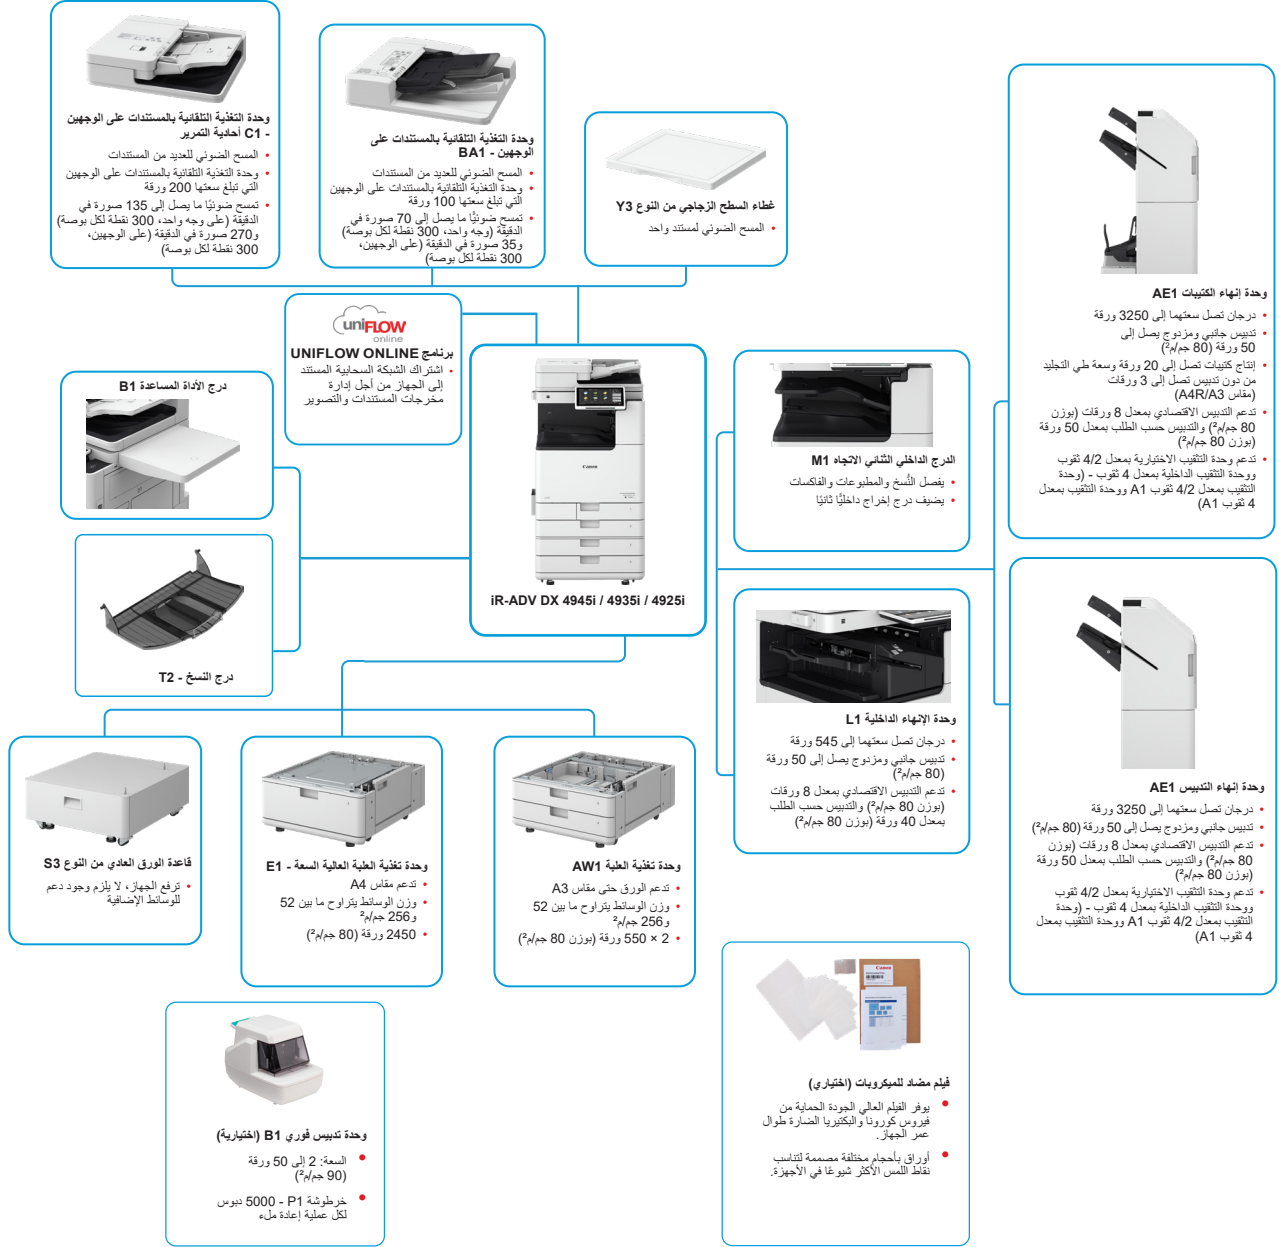 وحدة التغذية التلقائية بالمستندات على الوجهين
- C1 أحادية التمرير
• المسح الضوئي للعديد من المستندات
• وحدة التغذية التلقائية بالمستندات على الوجهين
التي تبلغ سعتها 200 ورقة
• تمسح ضوئيًا ما يصل إلى 135 صورة في
الدقيقة (على وجه واحد، 300 نقطة لكل بوصة)
و270 صورة في الدقيقة (على الوجهين،
300 نقطة لكل بوصة)
وحدة التغذية التلقائية بالمستندات على
الوجهين - BA1
• المسح الضوئي للعديد من المستندات
• وحدة التغذية التلقائية بالمستندات على الوجهين
التي تبلغ سعتها 100 ورقة
• تمسح ضوئيًا ما يصل إلى 70 صورة في
الدقيقة (وجه واحد، 300 نقطة لكل بوصة)
و35 صورة في الدقيقة (على الوجهين،
300 نقطة لكل بوصة)
غطاء السطح الزجاجي من النوع Y3
• المسح الضوئي لمستند واحد
وحدة إنهاء الكتيبات AE1
• درجان تصل سعتهما إلى 3250 ورقة
• تدبيس جانبي ومزدوج يصل إلى
50 ورقة (80 جم/م²)
• إنتاج كتيبات تصل إلى 20 ورقة وسعة طي التجليد
من دون تدبيس تصل إلى 3 ورقات
(مقاس A4R/A3)
• تدعم التدبيس الاقتصادي بمعدل 8 ورقات (بوزن
80 جم/م²) والتدبيس حسب الطلب بمعدل 50 ورقة
(بوزن 80 جم/م²)
• تدعم وحدة التثقيب الاختيارية بمعدل 4/2 ثقوب
ووحدة التثقيب الداخلية بمعدل 4 ثقوب - (وحدة
التثقيب بمعدل 4/2 ثقوب A1 ووحدة التثقيب بمعدل
4 ثقوب A1)
uniFLOW
online
برنامج UNIFLOW ONLINE
• اشتراك الشبكة السحابية المستند
إلى الجهاز من أجل إدارة
مخرجات المستندات والتصوير
درج الأداة المساعدة B1
Canon
iR-ADV DX 4945i / 4935i / 4925i
الدرج الداخلي الثنائي الاتجاه M1
• يفصل النُسخ والمطبوعات والفاكسات
• يضيف درج إخراج داخليًا ثانيًا
درج النسخ - T2
وحدة الإنهاء الداخلية L1
• درجان تصل سعتهما إلى 545 ورقة
• تدبيس جانبي ومزدوج يصل إلى 50 ورقة
(80 جم/م²)
• تدعم التدبيس الاقتصادي بمعدل 8 ورقات
(بوزن 80 جم/م²) والتدبيس حسب الطلب
بمعدل 40 ورقة (بوزن 80 جم/م²)
وحدة إنهاء التدبيس AE1
• درجان تصل سعتهما إلى 3250 ورقة
• تدبيس جانبي ومزدوج يصل إلى 50 ورقة (80 جم/م²)
• تدعم التدبيس الاقتصادي بمعدل 8 ورقات (بوزن
80 جم/م²) والتدبيس حسب الطلب بمعدل 50 ورقة
(بوزن 80 جم/م²)
• تدعم وحدة التثقيب الاختيارية بمعدل 4/2 ثقوب
ووحدة التثقيب الداخلية بمعدل 4 ثقوب - (وحدة
التثقيب بمعدل 4/2 ثقوب A1 ووحدة التثقيب بمعدل
4 ثقوب A1)
قاعدة الورق العادي من النوع S3
• ترفع الجهاز، لا يلزم وجود دعم
للوسائط الإضافية
وحدة تغذية العلبة العالية السعة - E1
• تدعم مقاس A4
• وزن الوسائط يتراوح ما بين 52
و256 جم/م²
• 2450 ورقة (80 جم/م²)
وحدة تغذية العلبة AW1
• تدعم الورق حتى مقاس A3
• وزن الوسائط يتراوح ما بين 52
و256 جم/م²
• 2 × 550 ورقة (بوزن 80 جم/م²)
وحدة تدبيس فوري B1 (اختيارية)
• السعة: 2 إلى 50 ورقة
(90 جم/م²)
• خرطوشة P1 - 5000 دبوس
لكل عملية إعادة ملء
Canon
فيلم مضاد للميكروبات (اختياري)
• يوفر الفيلم العالي الجودة الحماية من
فيروس كورونا والبكتيريا الضارة طوال
عمر الجهاز.
• أوراق بأحجام مختلفة مصممة لتناسب
نقاط اللمس الأكثر شيوعًا في الأجهزة.